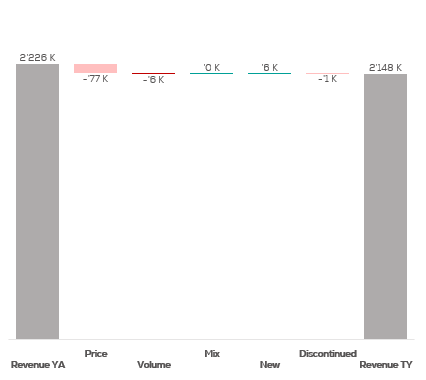 2'226 K
-'77 K
-'6 K
'0 K
'6 K
-'1 K
2'148 K
Revenue YA
Price
Volume
Mix
New
Discontinued
Revenue TY